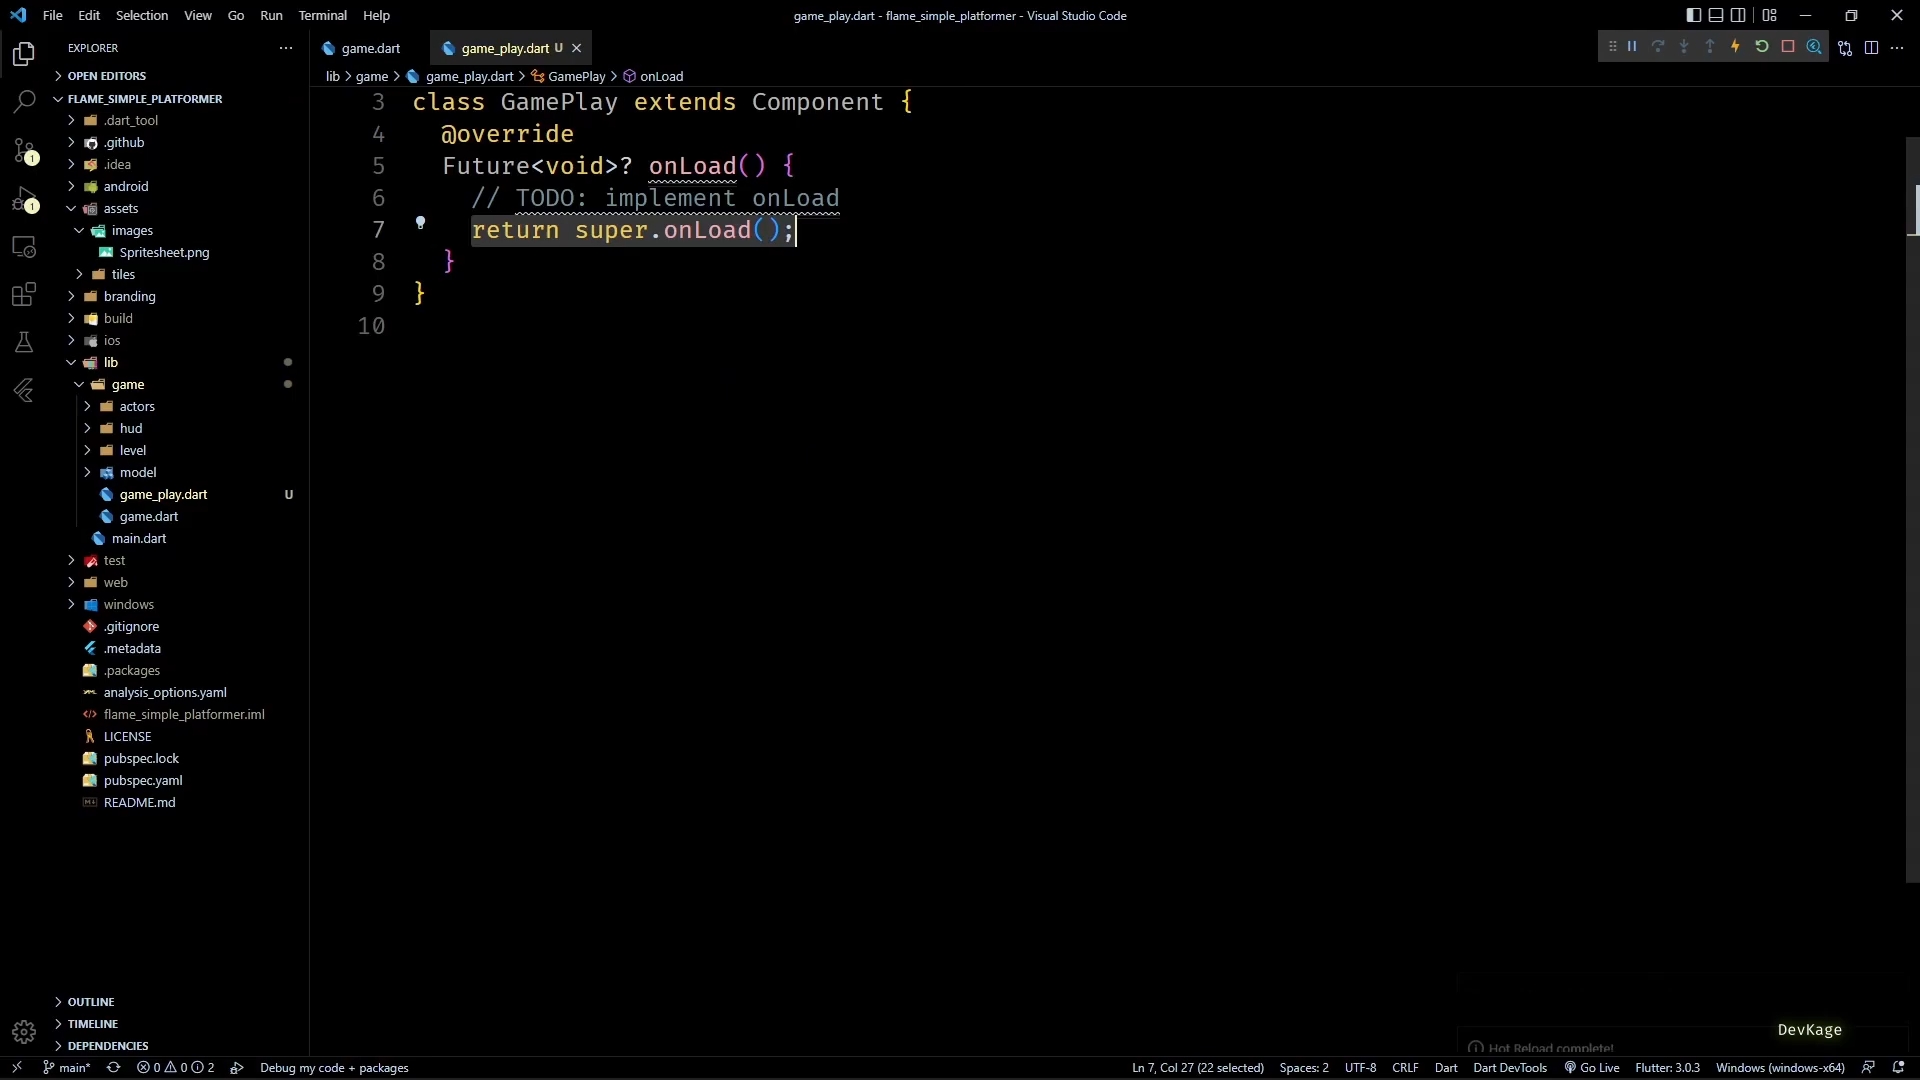 File Edit Selection View Go Run Terminal Help
game_play.dart - flame_simple_platformer - Visual Studio Code
EXPLORER
game.dart
game_play.dart U
OPEN EDITORS
lib > game > game_play.dart > GamePlay > onLoad
FLAME_SIMPLE_PLATFORMER
.dart_tool
.github
.idea
android
assets
images
Spritesheet.png
tiles
branding
build
ios
lib
game
actors
hud
level
model
game_play.dart U
game.dart
main.dart
test
web
windows
.gitignore
.metadata
.packages
analysis_options.yaml
flame_simple_platformer.iml
LICENSE
pubspec.lock
pubspec.yaml
README.md
OUTLINE
TIMELINE
DEPENDENCIES
1
1
3 class GamePlay extends Component {
4 @override
5 Future<void>? onLoad() {
6 // TODO: implement onLoad
7 return super.onLoad();
8 }
9 }
10
DevKage
Hot Reload complete!
main* 0 0 2 Debug my code + packages
Ln 7, Col 27 (22 selected) Spaces: 2 UTF-8 CRLF Dart Dart DevTools Go Live Flutter: 3.0.3 Windows (windows-x64)